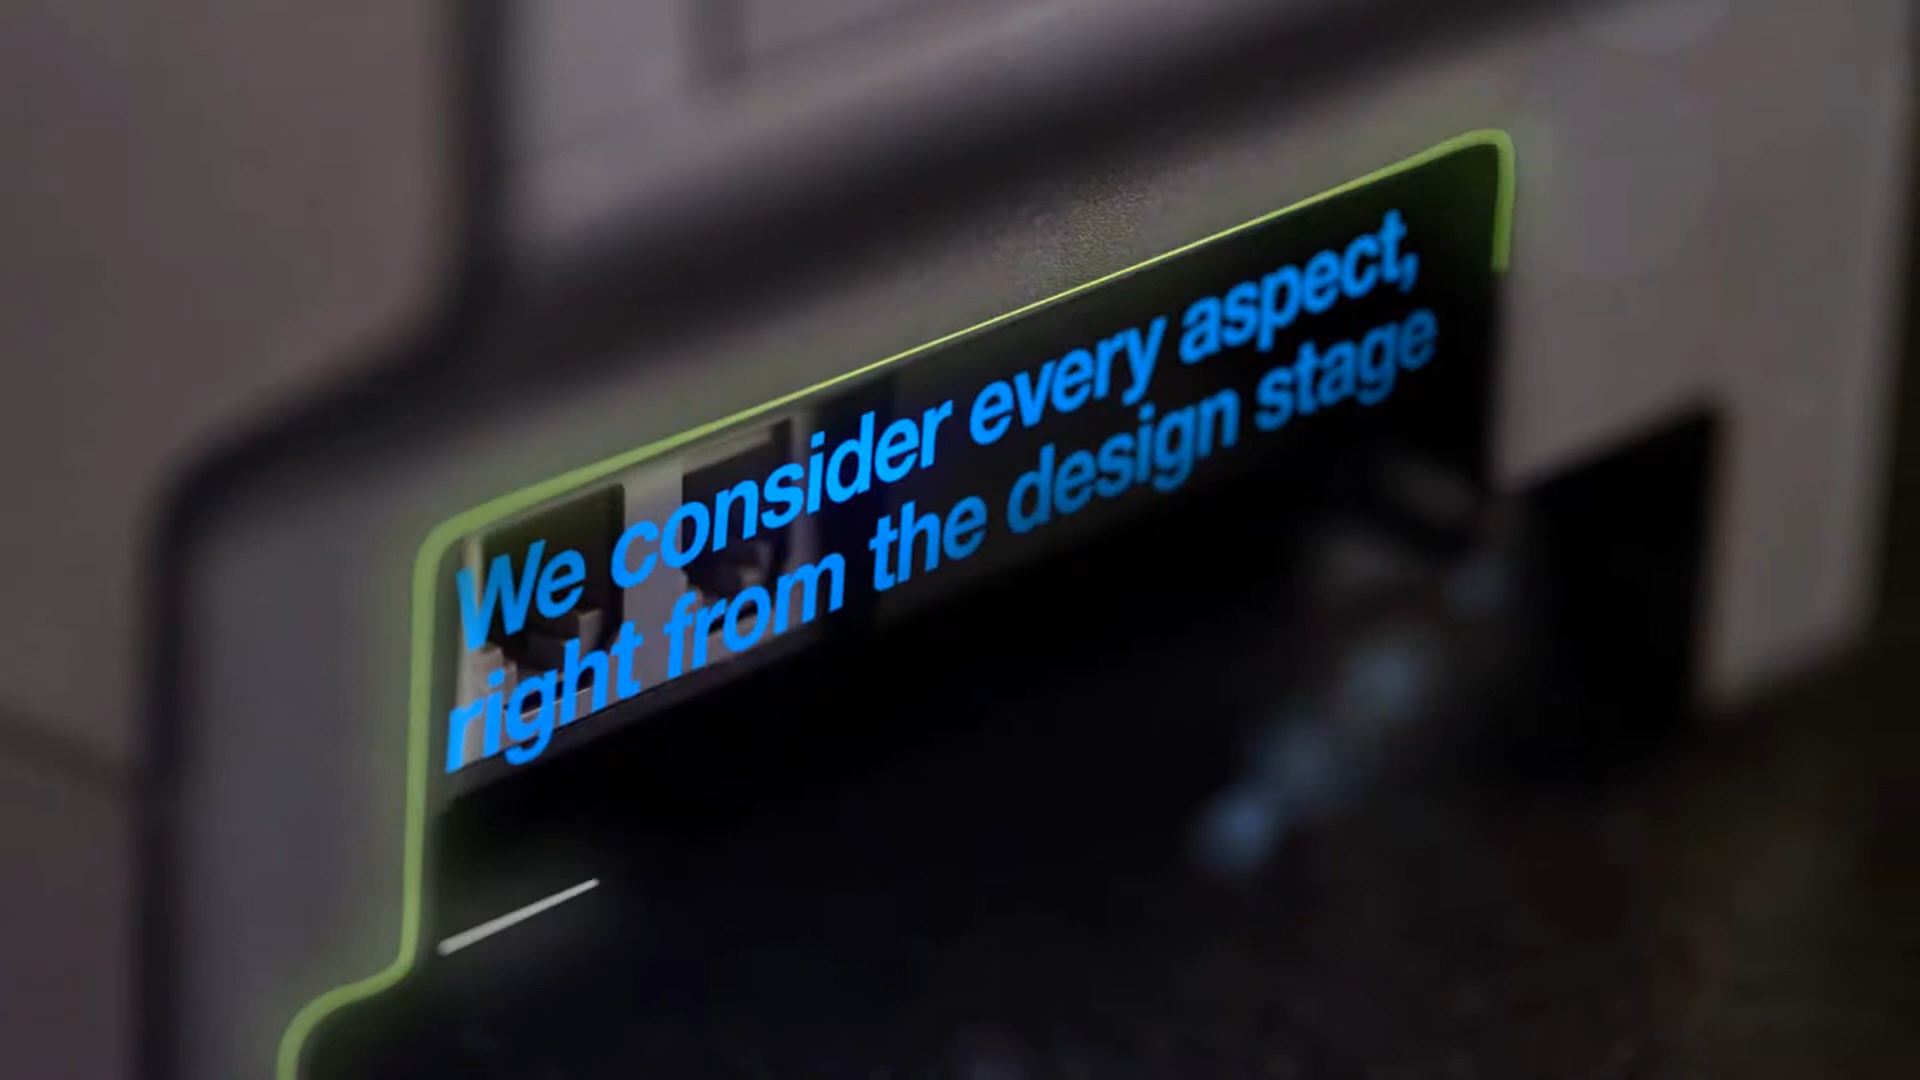 We consider every aspect,
right from the design stage